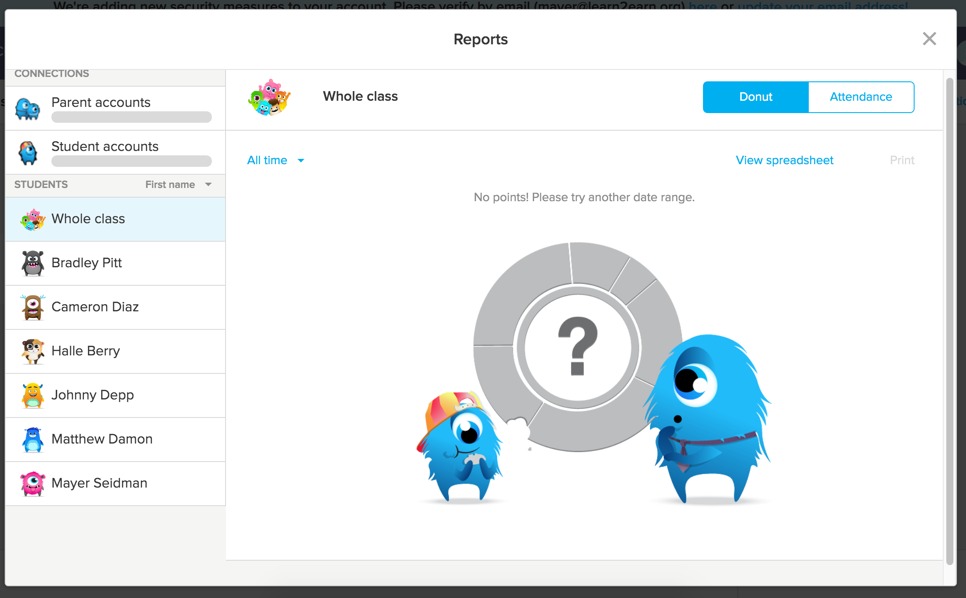 We're adding new security measures to your account. Please verify by email (mayer@learn2earn.org) here or update your email address!
Reports
CONNECTIONS
Parent accounts
Student accounts
STUDENTS First name
Whole class
Bradley Pitt
Cameron Diaz
Halle Berry
Johnny Depp
Matthew Damon
Mayer Seidman
Whole class
Donut Attendance
All time View spreadsheet Print
No points! Please try another date range.
?